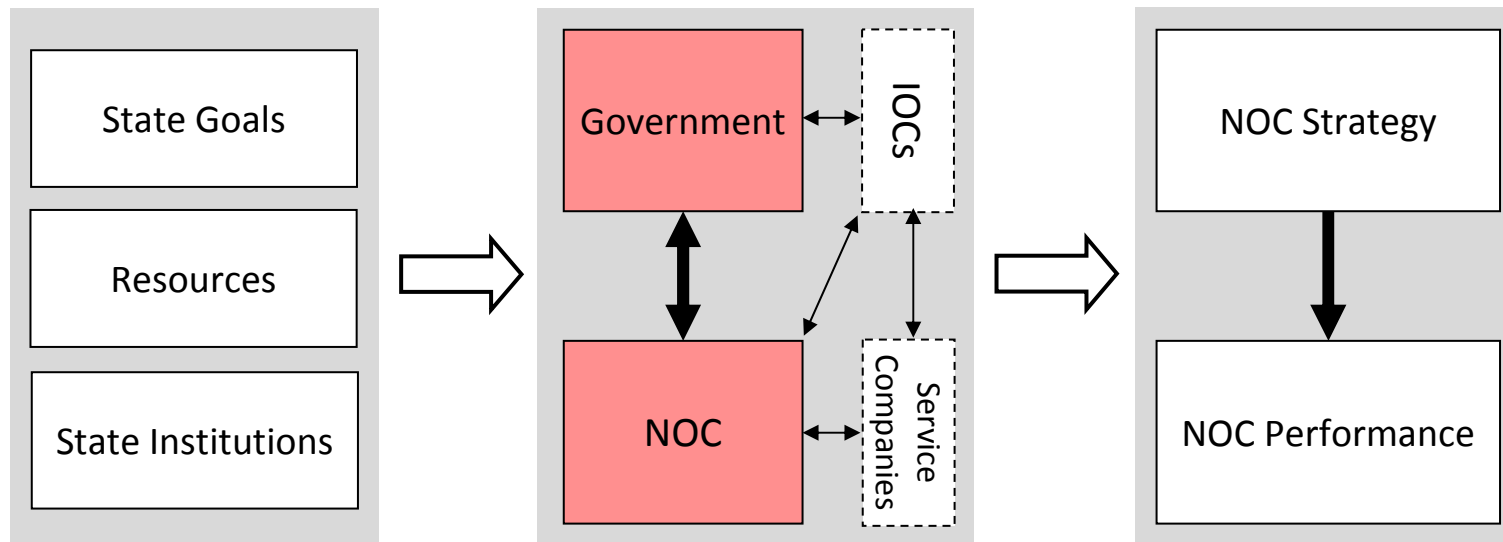 State Goals
Resources
State Institutions
Government
IOCs
NOC
Service
Companies
NOC Strategy
NOC Performance